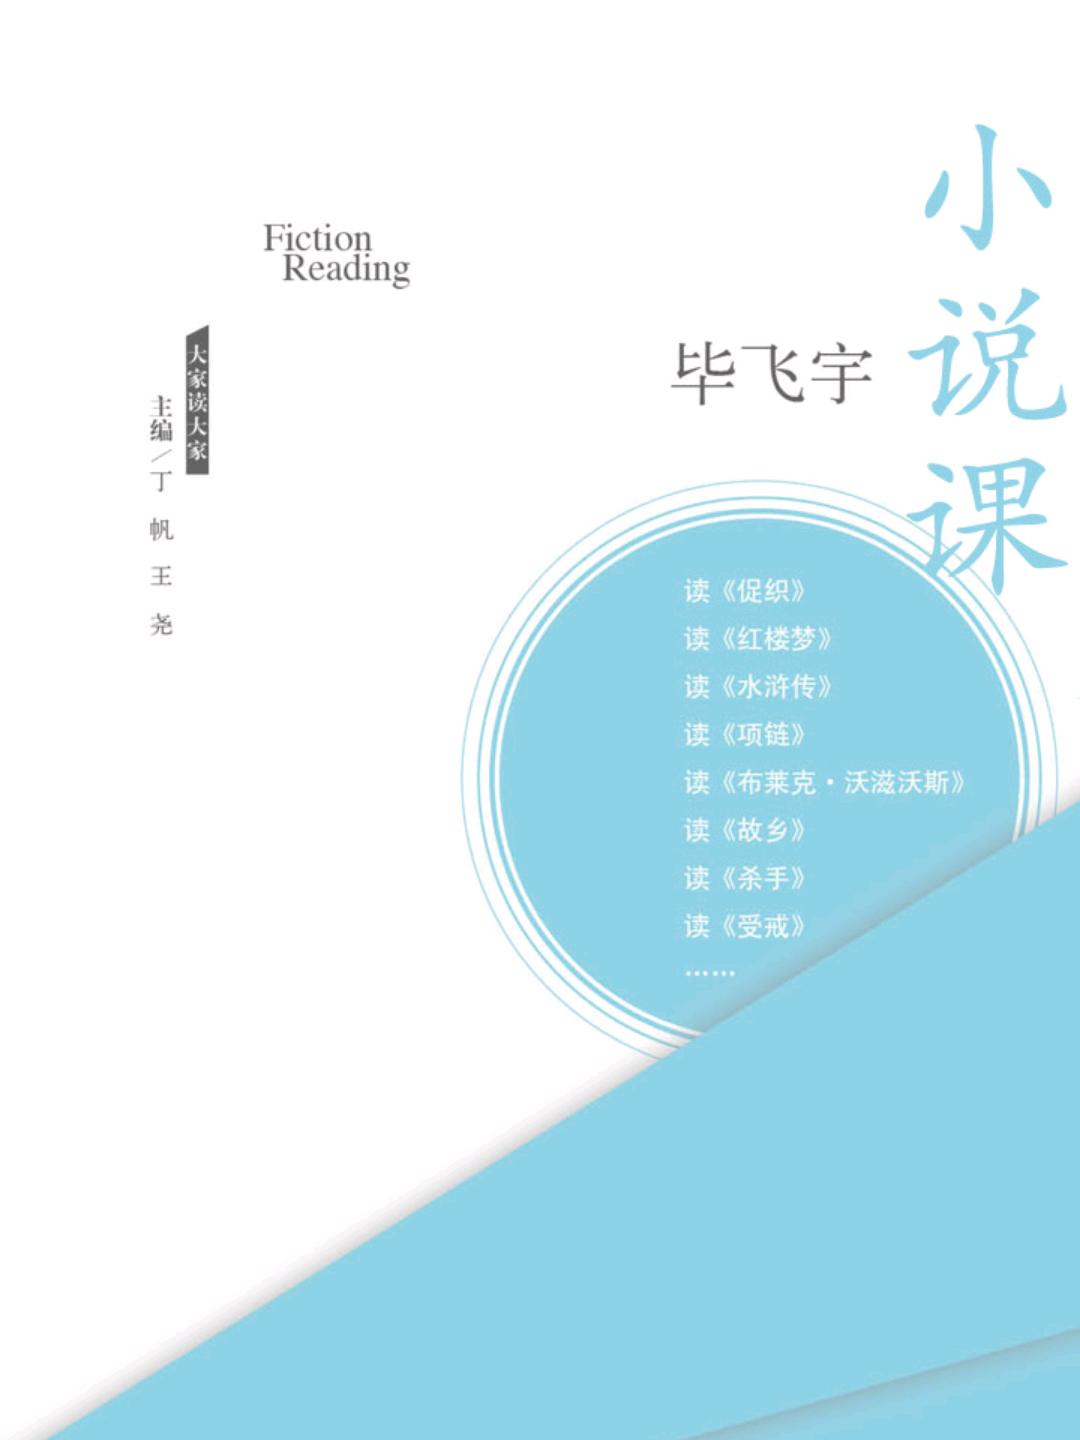 小说课
毕飞宇
Fiction
Reading
大家读大家
主编／丁 帆 王 尧
读《促织》
读《红楼梦》
读《水浒传》
读《项链》
读《布莱克·沃滋沃斯》
读《故乡》
读《杀手》
读《受戒》
……